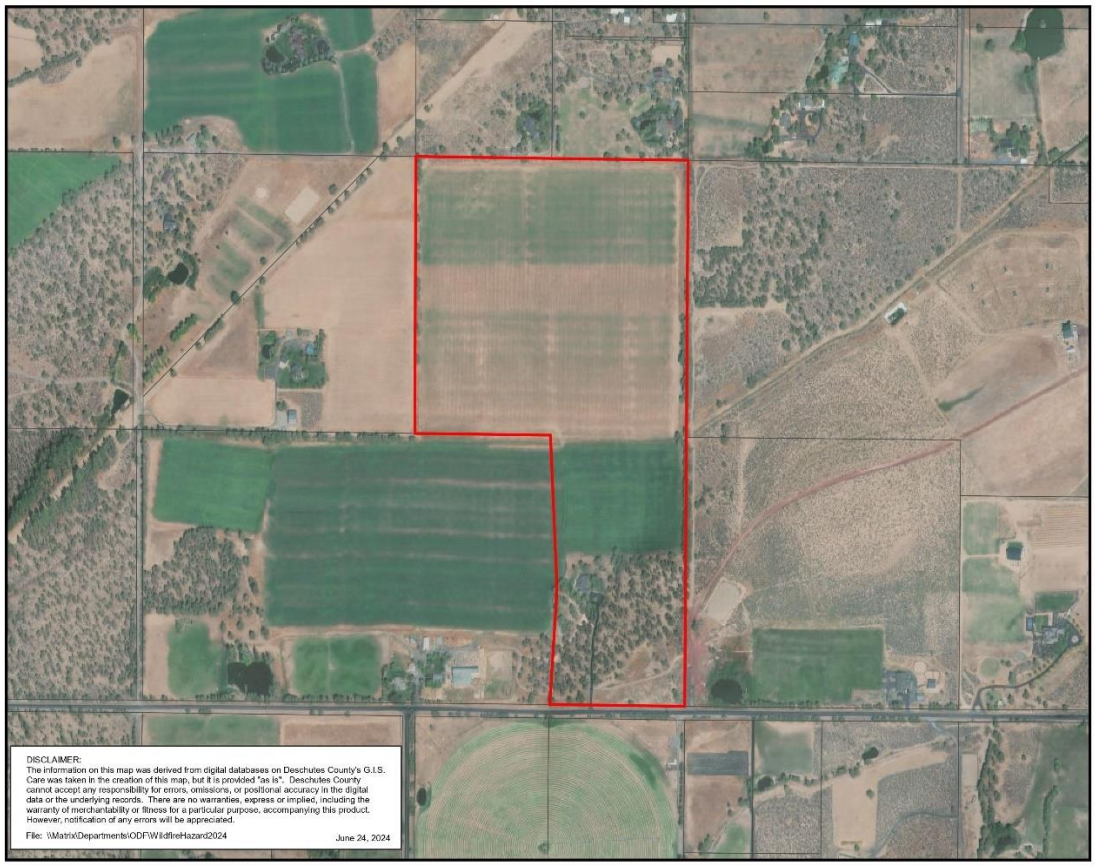 DISCLAIMER:
The information on this map was derived from digital databases on Deschutes County's G.I.S.
Care was taken in the creation of this map, but it is provided "as is".  Deschutes County
cannot accept any responsibility for errors, omissions, or positional accuracy in the digital
data or the underlying records.  There are no warranties, express or implied, including the
warranty of merchantability or fitness for a particular purpose, accompanying this product.
However, notification of any errors will be appreciated.
File: \\Matrix\Departments\ODF\WildfireHazard2024
June 24, 2024